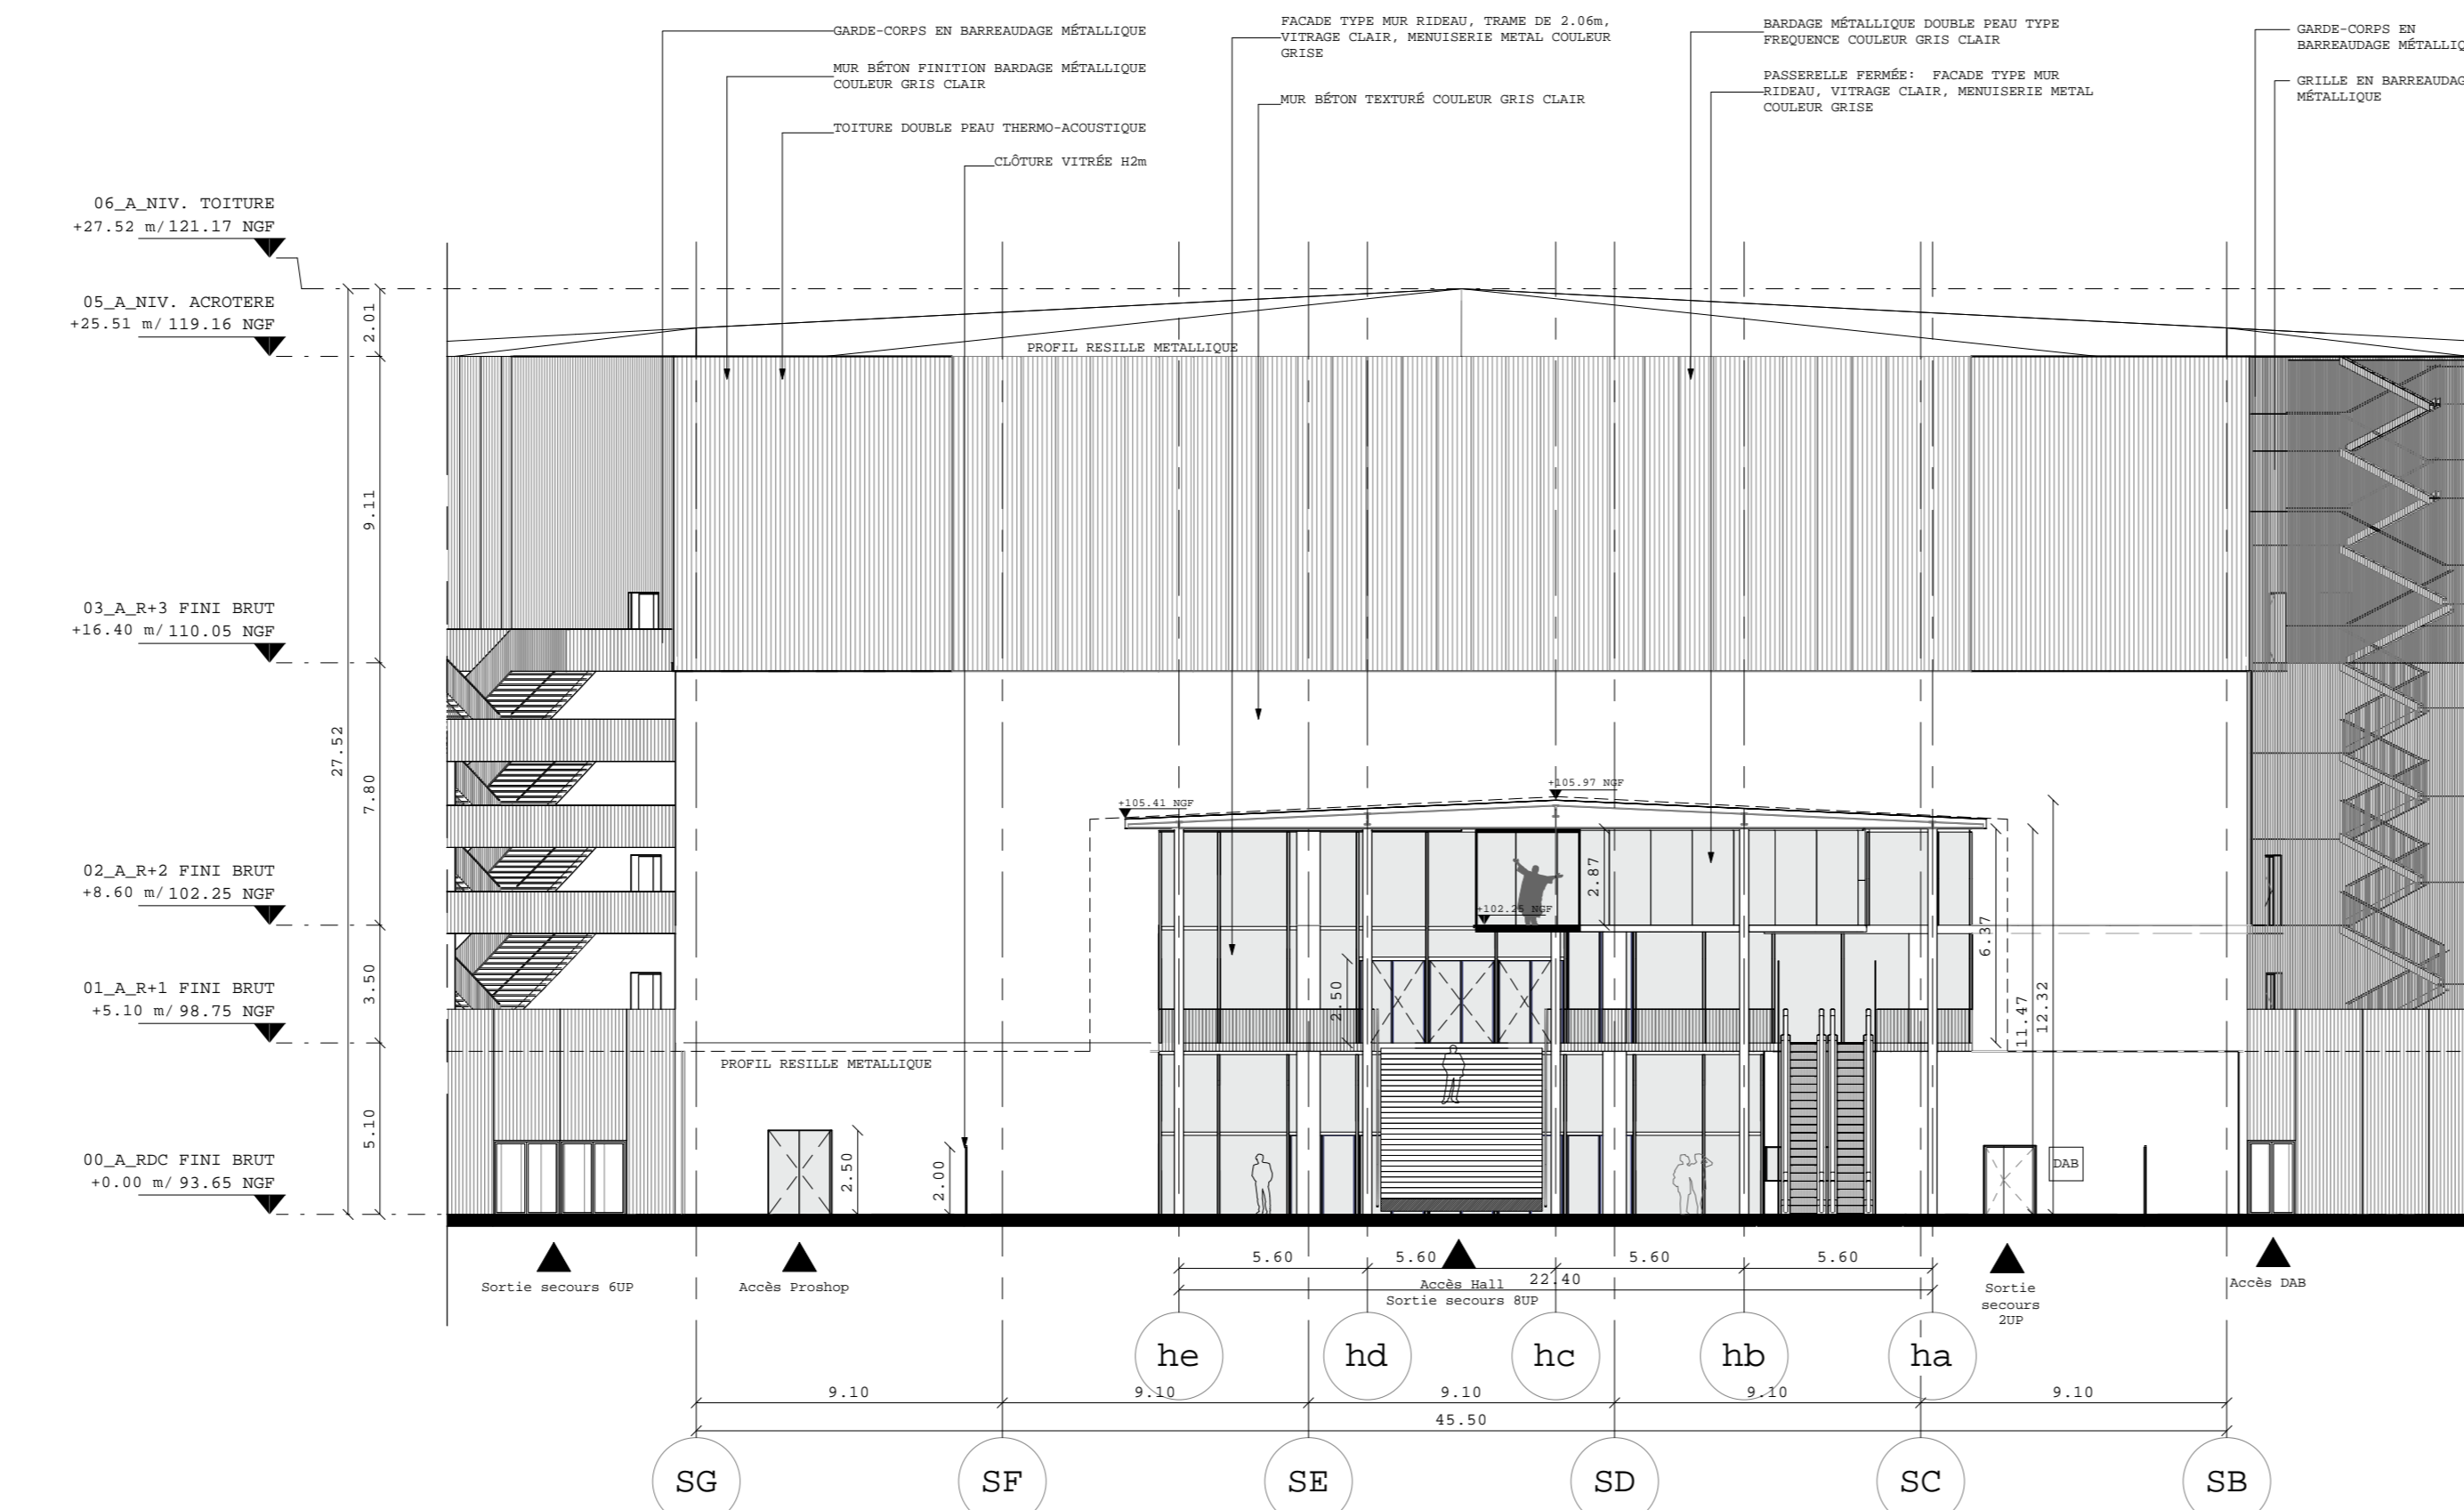 GARDE-CORPS EN BARREAUDAGE MÉTALLIQUE
MUR BÉTON FINITION BARDAGE MÉTALLIQUE
COULEUR GRIS CLAIR
TOITURE DOUBLE PEAU THERMO-ACOUSTIQUE
CLÔTURE VITRÉE H2m
FACADE TYPE MUR RIDEAU, TRAME DE 2.06m,
VITRAGE CLAIR, MENUISERIE METAL COULEUR
GRISE
MUR BÉTON TEXTURÉ COULEUR GRIS CLAIR
BARDAGE MÉTALLIQUE DOUBLE PEAU TYPE
FREQUENCE COULEUR GRIS CLAIR
PASSERELLE FERMÉE: FACADE TYPE MUR
RIDEAU, VITRAGE CLAIR, MENUISERIE METAL
COULEUR GRISE
GARDE-CORPS EN
BARREAUDAGE
GRILLE EN
MÉTALLIQUE
06_A_NIV. TOITURE
+27.52 m/ 121.17 NGF
05_A_NIV. ACROTERE
+25.51 m/ 119.16 NGF
03_A_R+3 FINI BRUT
+16.40 m/ 110.05 NGF
02_A_R+2 FINI BRUT
+8.60 m/ 102.25 NGF
01_A_R+1 FINI BRUT
+5.10 m/ 98.75 NGF
00_A_RDC FINI BRUT
+0.00 m/ 93.65 NGF
27.52
2.01
9.11
7.80
3.50
5.10
PROFIL RESILLE METALLIQUE
+105.41 NGF
+105.97 NGF
+102.25 NGF
2.87
2.50
6.37
11.47
12.32
PROFIL RESILLE METALLIQUE
2.50
2.00
DAB
Sortie secours 6UP
Accès Proshop
5.60
5.60
5.60
5.60
22.40
Accès Hall
Sortie secours 8UP
Sortie
secours
2UP
Accès DAB
he
hd
hc
hb
ha
9.10
9.10
9.10
9.10
9.10
45.50
SG
SF
SE
SD
SC
SB